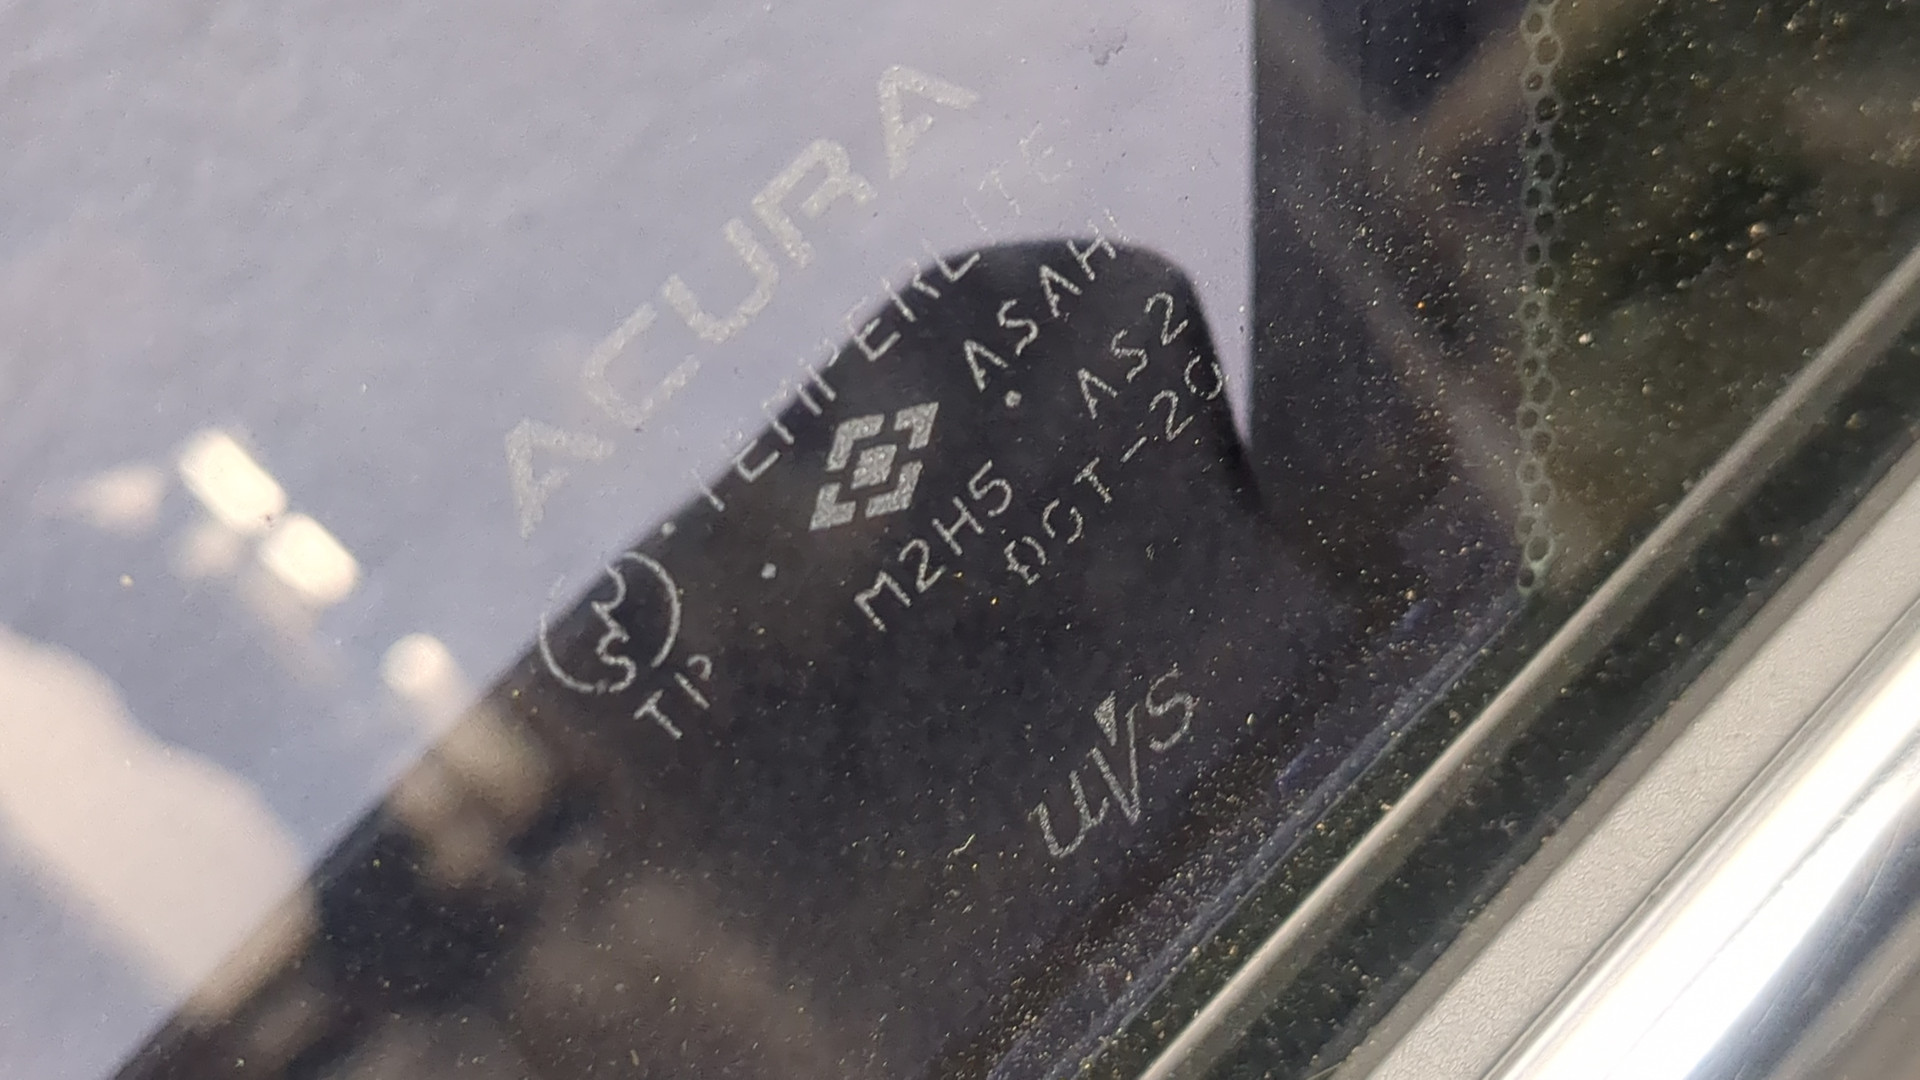 ACURA
TEMPERLITE
ASAHI
M2H5 AS2
DOT-20
S
TP
UVS